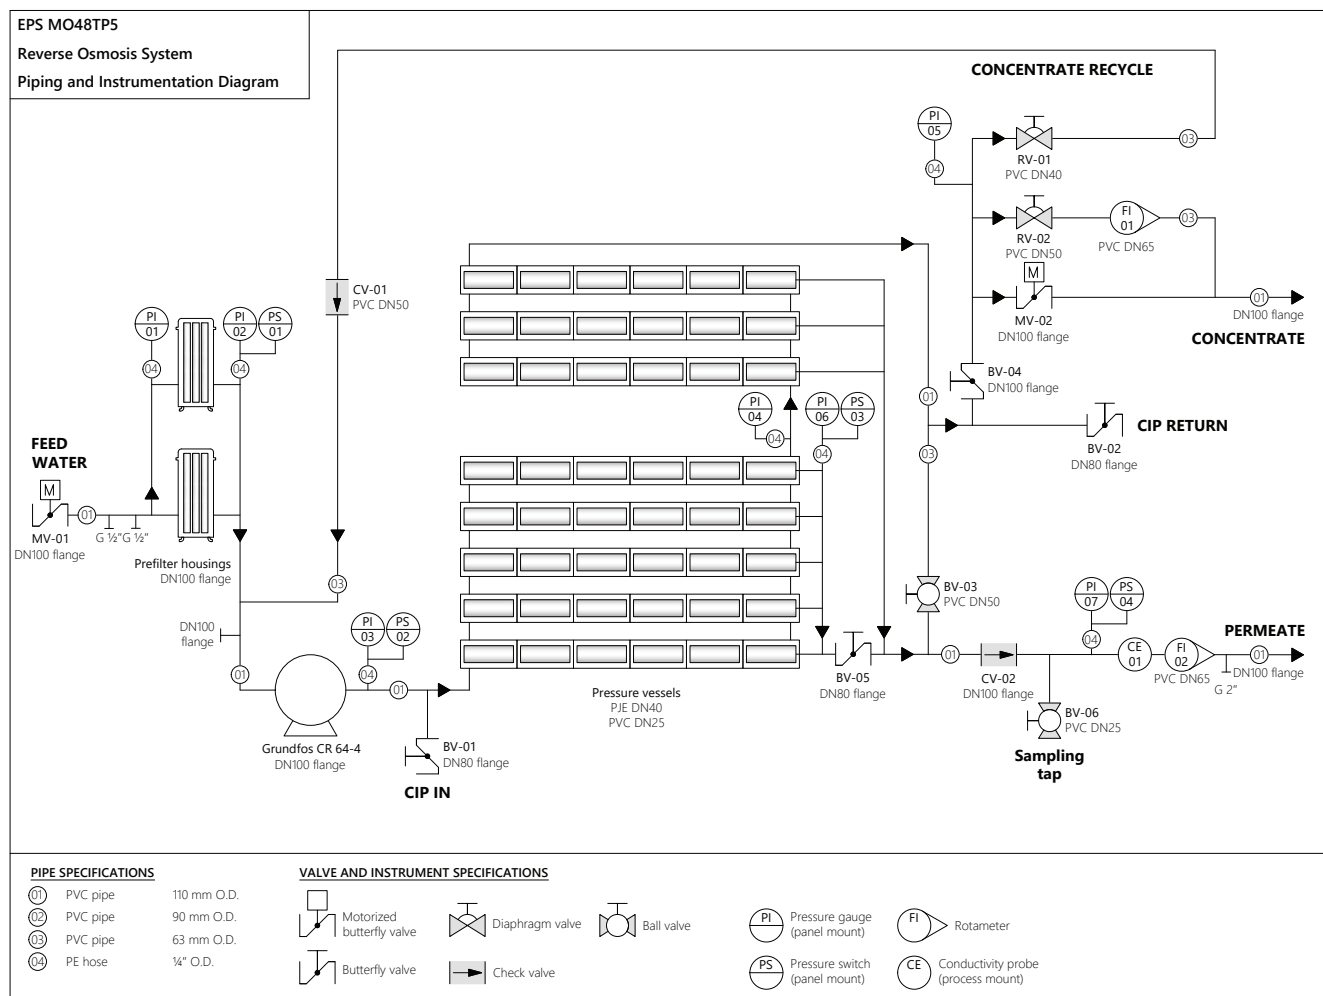 EPS MO48TP5
Reverse Osmosis System
Piping and Instrumentation Diagram
CONCENTRATE RECYCLE
PI
05
04
RV-01
PVC DN40
03
RV-02
PVC DN50
FI
01
PVC DN65
03
M
MV-02
DN100 flange
01
DN100 flange
CONCENTRATE
CV-01
PVC DN50
PI
01
04
PI
02
PS
01
04
BV-04
DN100 flange
01
03
CIP RETURN
BV-02
DN80 flange
PI
04
04
PI
06
PS
03
04
FEED
WATER
M
MV-01
DN100 flange
01
G ½"
G ½"
Prefilter housings
DN100 flange
03
DN100
flange
01
PI
03
PS
02
04
01
Grundfos CR 64-4
DN100 flange
BV-01
DN80 flange
CIP IN
Pressure vessels
PJE DN40
PVC DN25
BV-03
PVC DN50
BV-05
DN80 flange
01
CV-02
DN100 flange
PI
07
PS
04
04
CE
01
FI
02
PVC DN65
PERMEATE
01
DN100 flange
G 2"
BV-06
PVC DN25
Sampling
tap
PIPE SPECIFICATIONS
01 PVC pipe 110 mm O.D.
02 PVC pipe 90 mm O.D.
03 PVC pipe 63 mm O.D.
04 PE hose ¼" O.D.
VALVE AND INSTRUMENT SPECIFICATIONS
Motorized
butterfly valve
Butterfly valve
Diaphragm valve
Check valve
Ball valve
PI Pressure gauge
(panel mount)
PS Pressure switch
(panel mount)
FI Rotameter
CE Conductivity probe
(process mount)